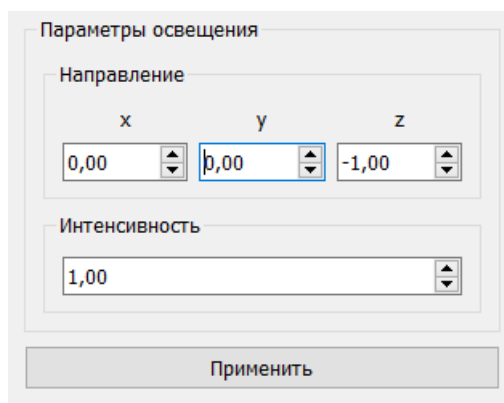 Параметры освещения
Направление
x y z
0,00 0,00 -1,00
Интенсивность
1,00
Применить